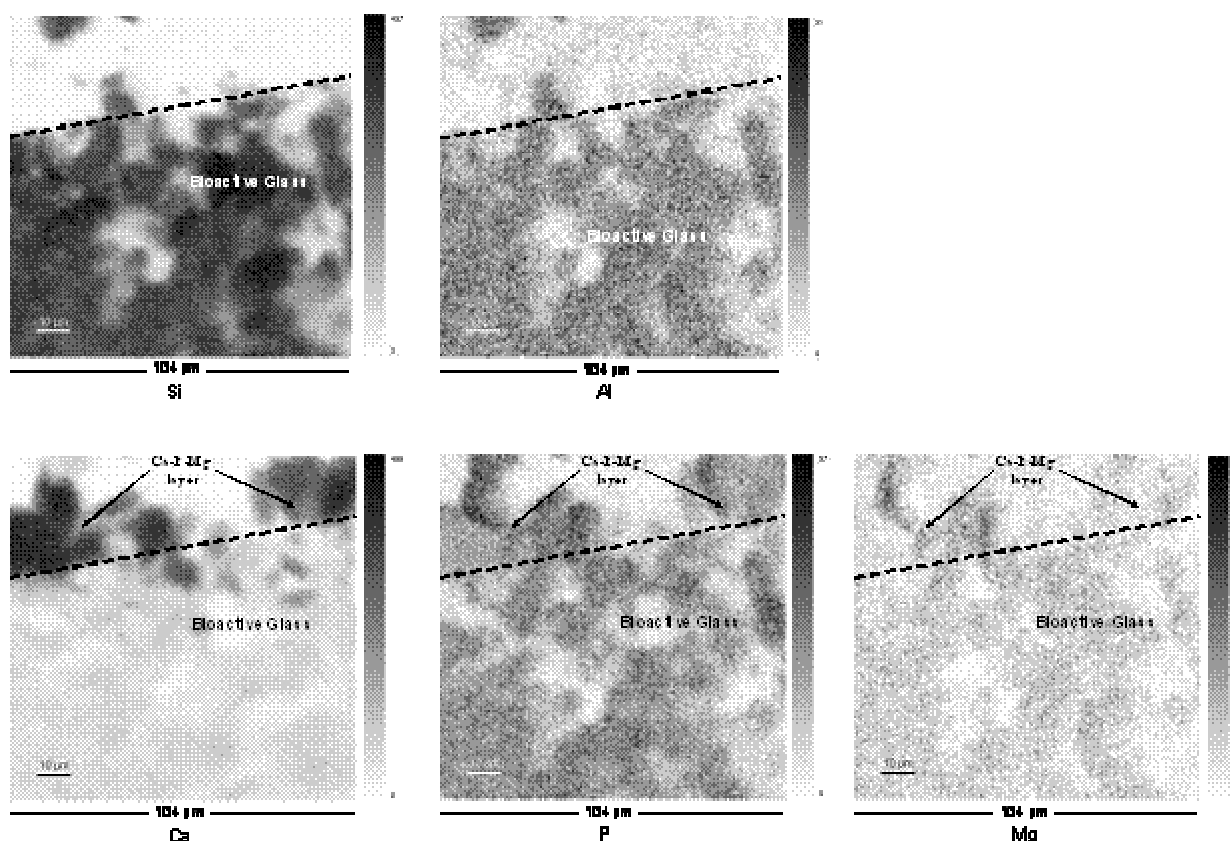 Bioactive Glass
Bioactive Glass
10 µm
104 µm
104 µm
Si
Al
Ca-P-Mg
layer
Ca-P-Mg
layer
Ca-P-Mg
layer
Bioactive Glass
Bioactive Glass
Bioactive Glass
10 µm
10 µm
104 µm
104 µm
104 µm
Ca
P
Mg